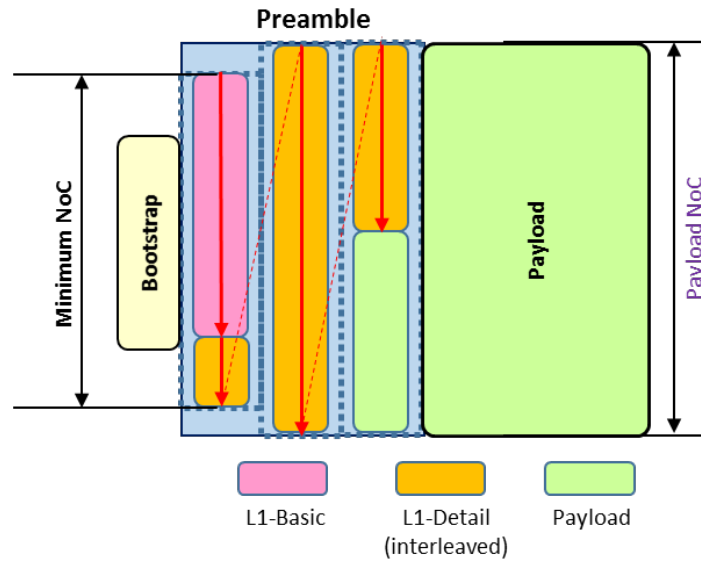 Preamble
Minimum NoC
Bootstrap
Payload
Payload NoC
L1-Basic
L1-Detail
(interleaved)
Payload